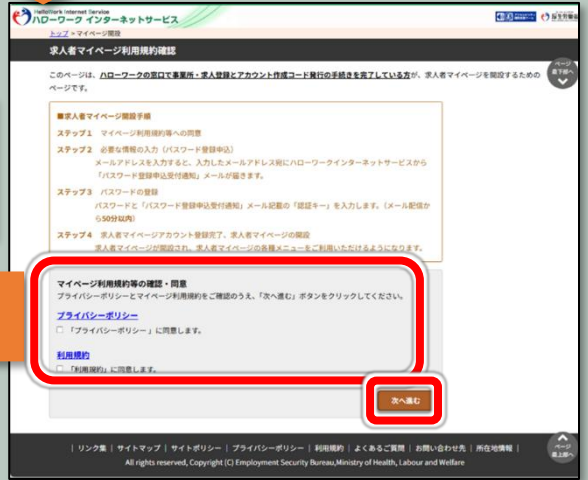 HelloWork Internet Service
ハローワーク インターネットサービス
トップ > マイページ開設
求人者マイページ利用規約確認
このページは、ハローワークの窓口で事業所・求人登録とアカウント作成コード発行の手続きを完了している方が、求人者マイページを開設するための
ページです。
ページ
最下部へ
■求人者マイページ開設手順
ステップ1 マイページ利用規約等への同意
ステップ2 必要な情報の入力（パスワード登録申込）
メールアドレスを入力すると、入力したメールアドレス宛にハローワークインターネットサービスから
「パスワード登録申込受付通知」メールが届きます。
ステップ3 パスワードの登録
パスワードと「パスワード登録申込受付通知」メール記載の「認証キー」を入力します。（メール配信か
ら50分以内）
ステップ4 求人者マイページアカウント登録完了、求人者マイページの開設
求人者マイページが開設され、求人者マイページの各種メニューをご利用いただけるようになります。
マイページ利用規約等の確認・同意
プライバシーポリシーとマイページ利用規約をご確認のうえ、「次へ進む」ボタンをクリックしてください。
プライバシーポリシー
「プライバシーポリシー」に同意します。
利用規約
「利用規約」に同意します。
次へ進む
| リンク集 | サイトマップ | サイトポリシー | プライバシーポリシー | 利用規約 | よくあるご質問 | お問い合わせ先 | 所在地情報 |
All rights reserved, Copyright (C) Employment Security Bureau,Ministry of Health, Labour and Welfare
ページ
最上部へ